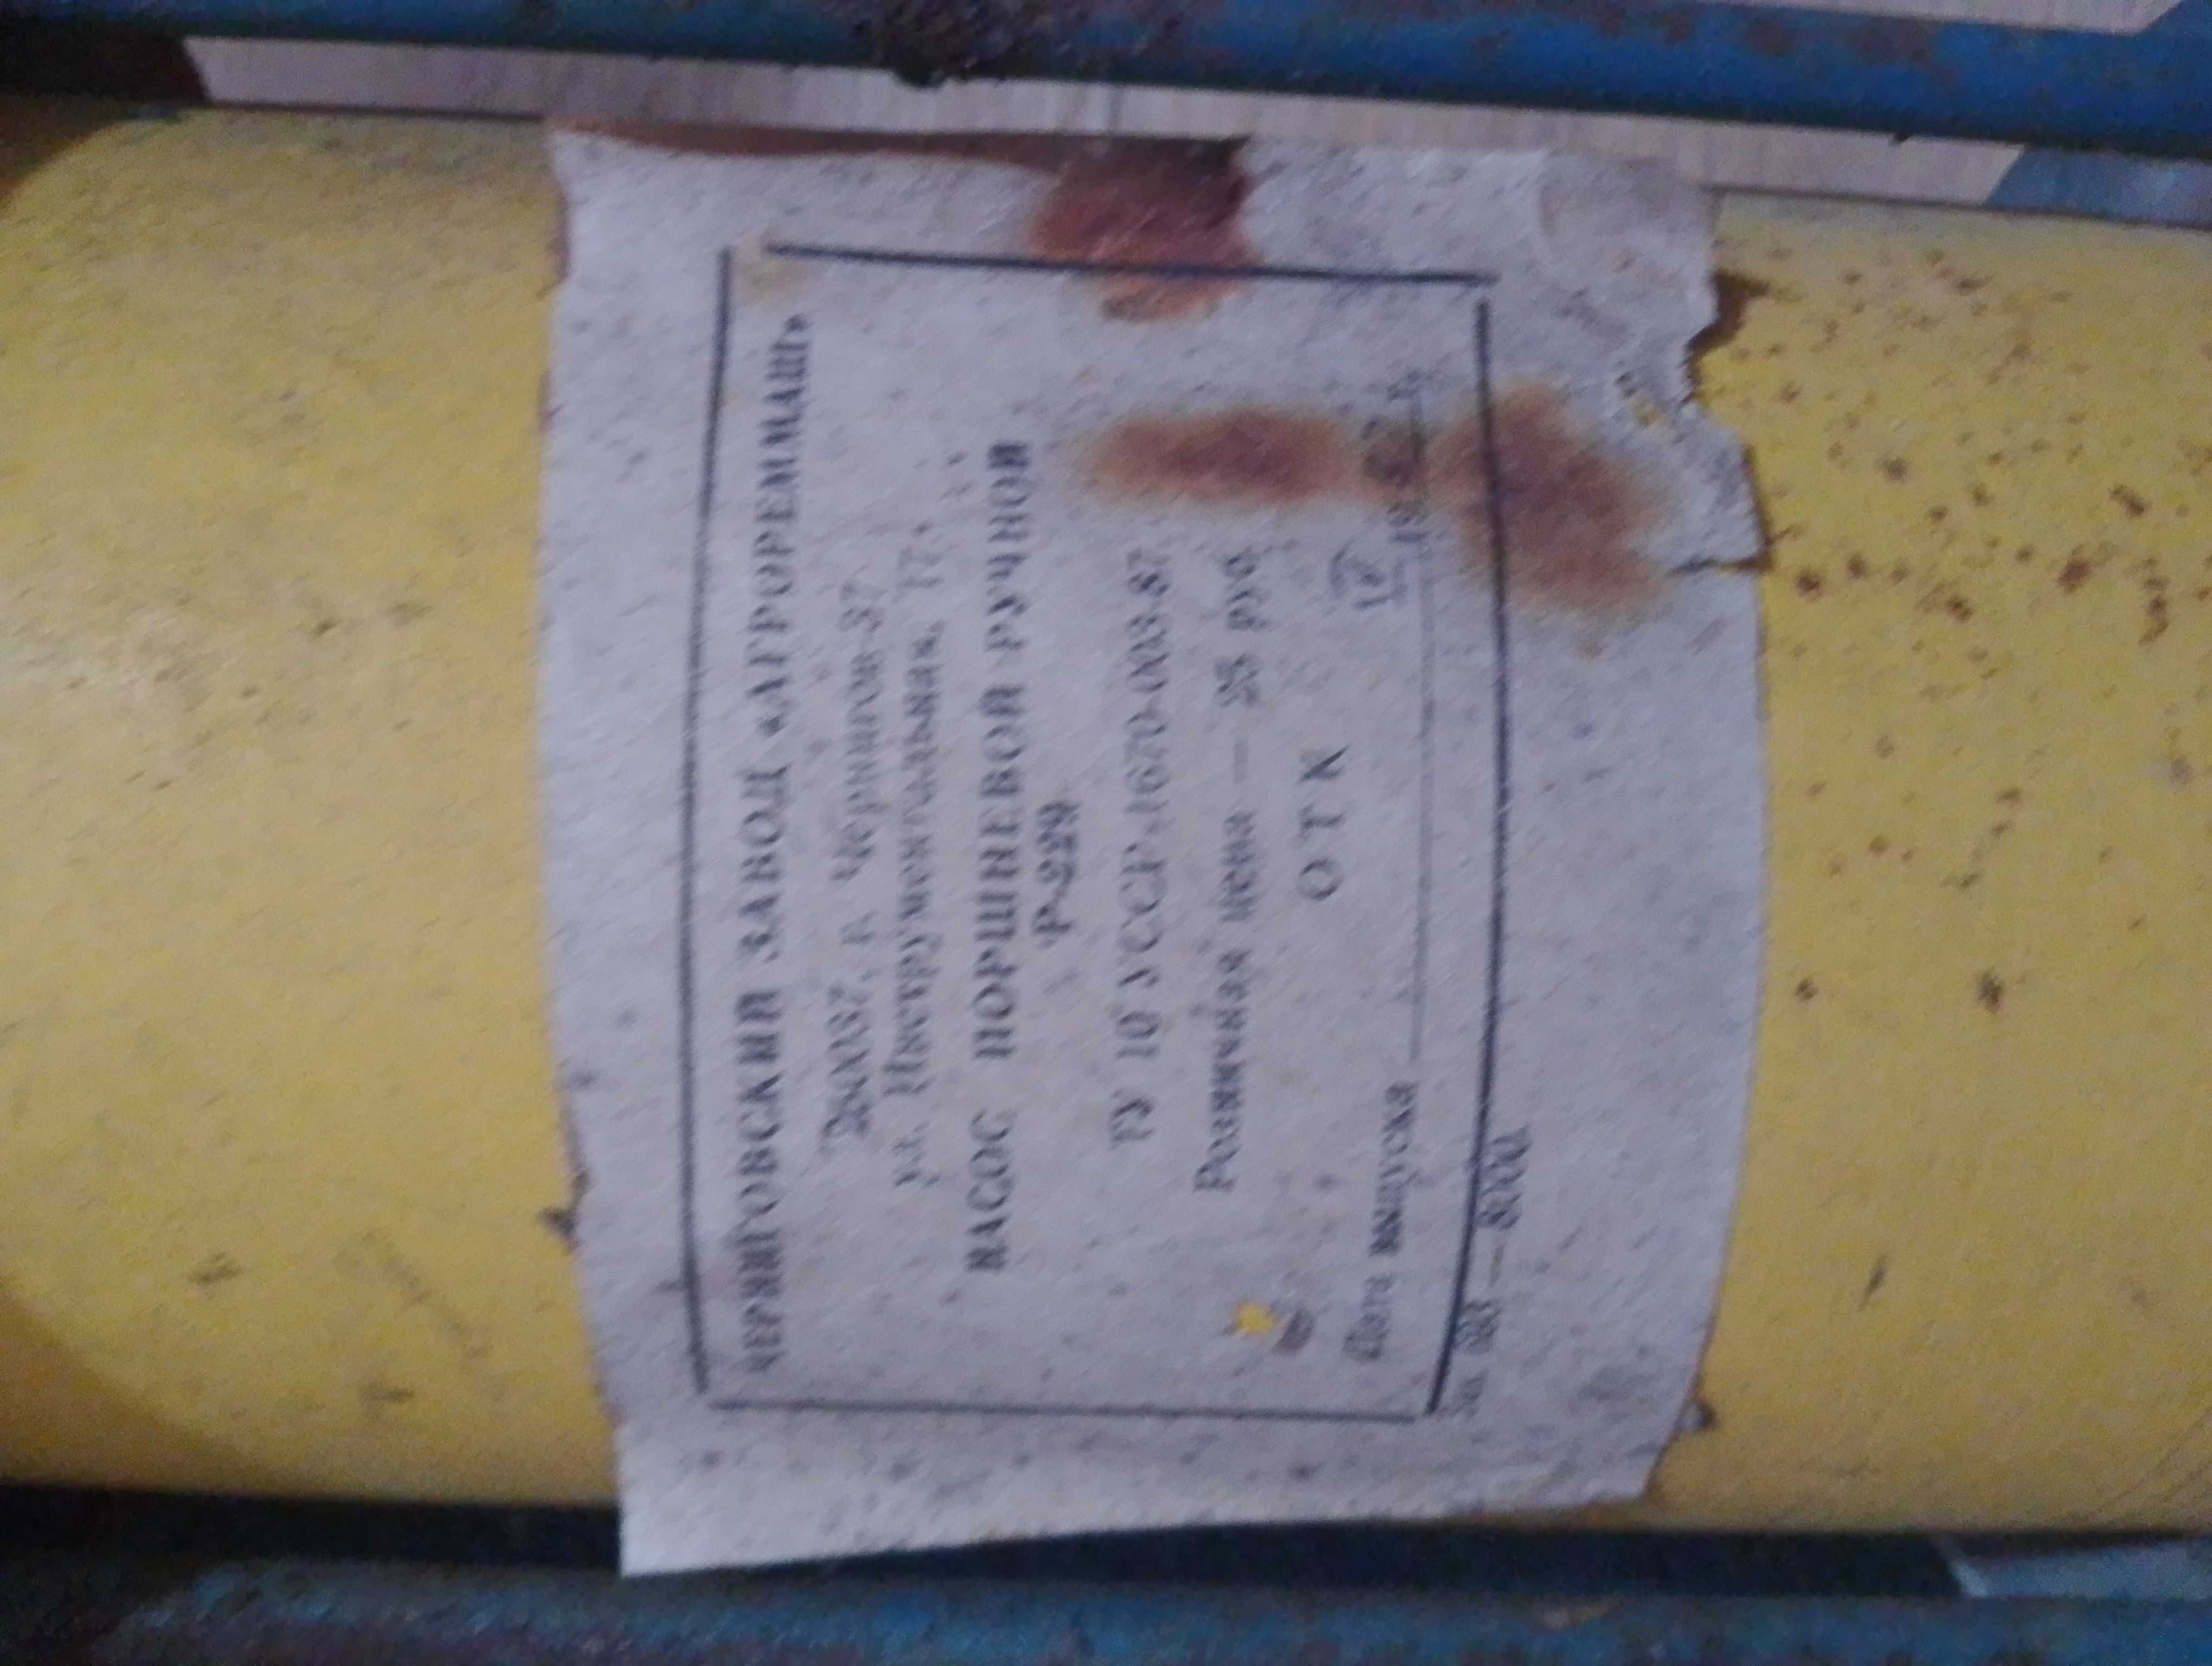 ЧЕРНИГОВСКИЙ ЗАВОД «АГРОРЕММАШ»
г. Чернигов-37
ул. Инструментальная, 17.
НАСОС ПОРШНЕВОЙ РУЧНОЙ
Р-229
ТУ 10 УССР.1670-003-87
Розничная цена — 25 руб.
ОТК
Дата выпуска